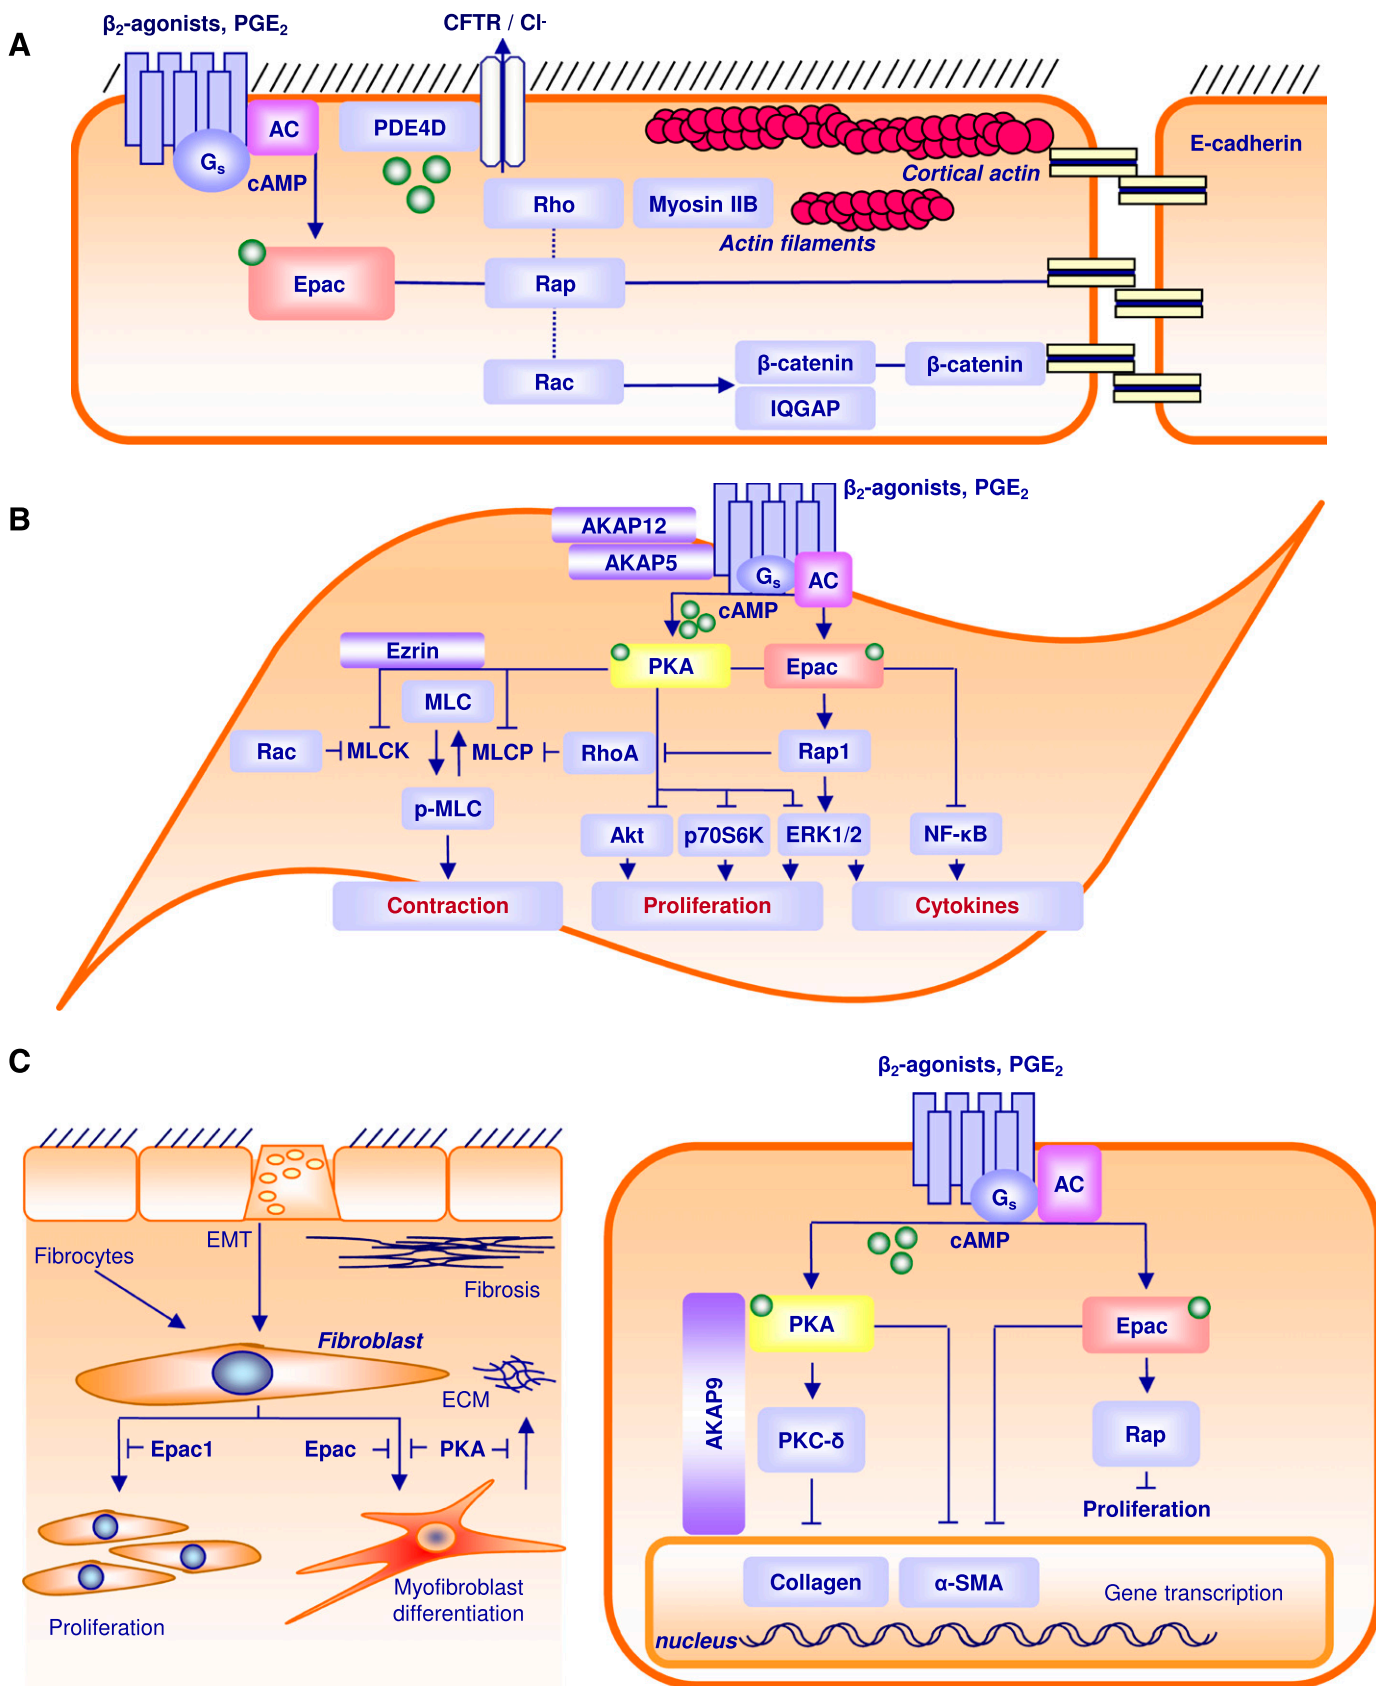 A
β₂-agonists, PGE₂
CFTR / Cl⁻
AC
PDE4D
Gₛ
cAMP
E-cadherin
Cortical actin
Rho
Myosin IIB
Actin filaments
Epac
Rap
Rac
β-catenin
β-catenin
IQGAP
B
β₂-agonists, PGE₂
AKAP12
AKAP5
Gₛ
AC
cAMP
Ezrin
PKA
Epac
MLC
Rac
MLCK
MLCP
RhoA
Rap1
p-MLC
Akt
p70S6K
ERK1/2
NF-κB
Contraction
Proliferation
Cytokines
C
EMT
Fibrocytes
Fibrosis
Fibroblast
ECM
Epac1
Epac
PKA
Myofibroblast
differentiation
Proliferation
β₂-agonists, PGE₂
Gₛ
AC
cAMP
PKA
Epac
AKAP9
PKC-δ
Rap
Proliferation
Collagen
α-SMA
Gene transcription
nucleus